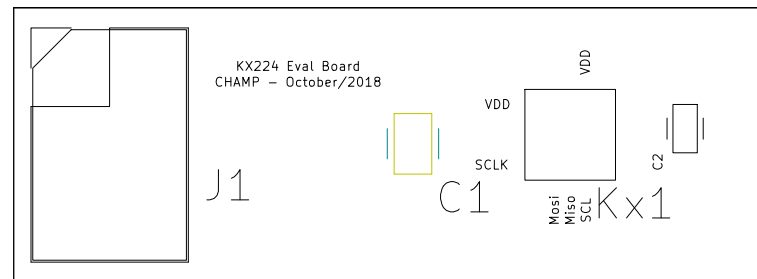 KX224 Eval Board
CHAMP – October/2018
VDD
VDD
SCLK
C2
J1
C1
Kx1
Mosi
Miso
SCL